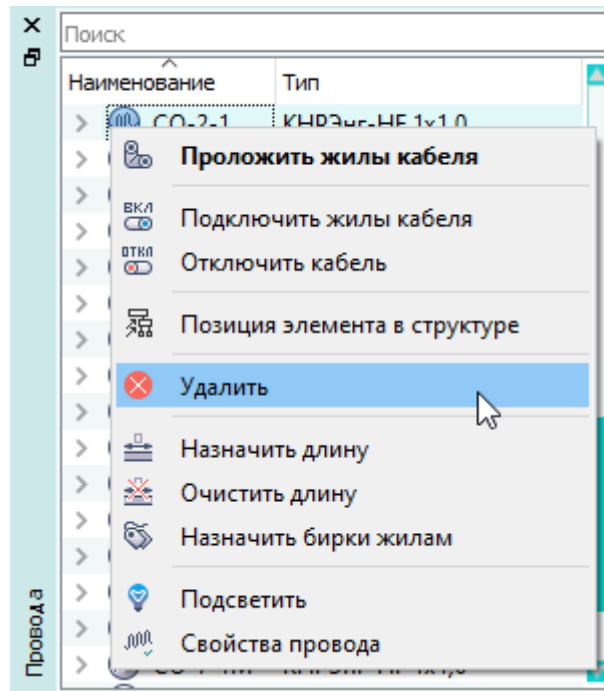 Поиск
Наименование Тип
СО-2-1 КНРЭнг-HF 1x1,0
Проложить жилы кабеля
ВКЛ
Подключить жилы кабеля
ОТКЛ
Отключить кабель
Позиция элемента в структуре
Удалить
Назначить длину
Очистить длину
Назначить бирки жилам
Подсветить
Свойства провода
Провода